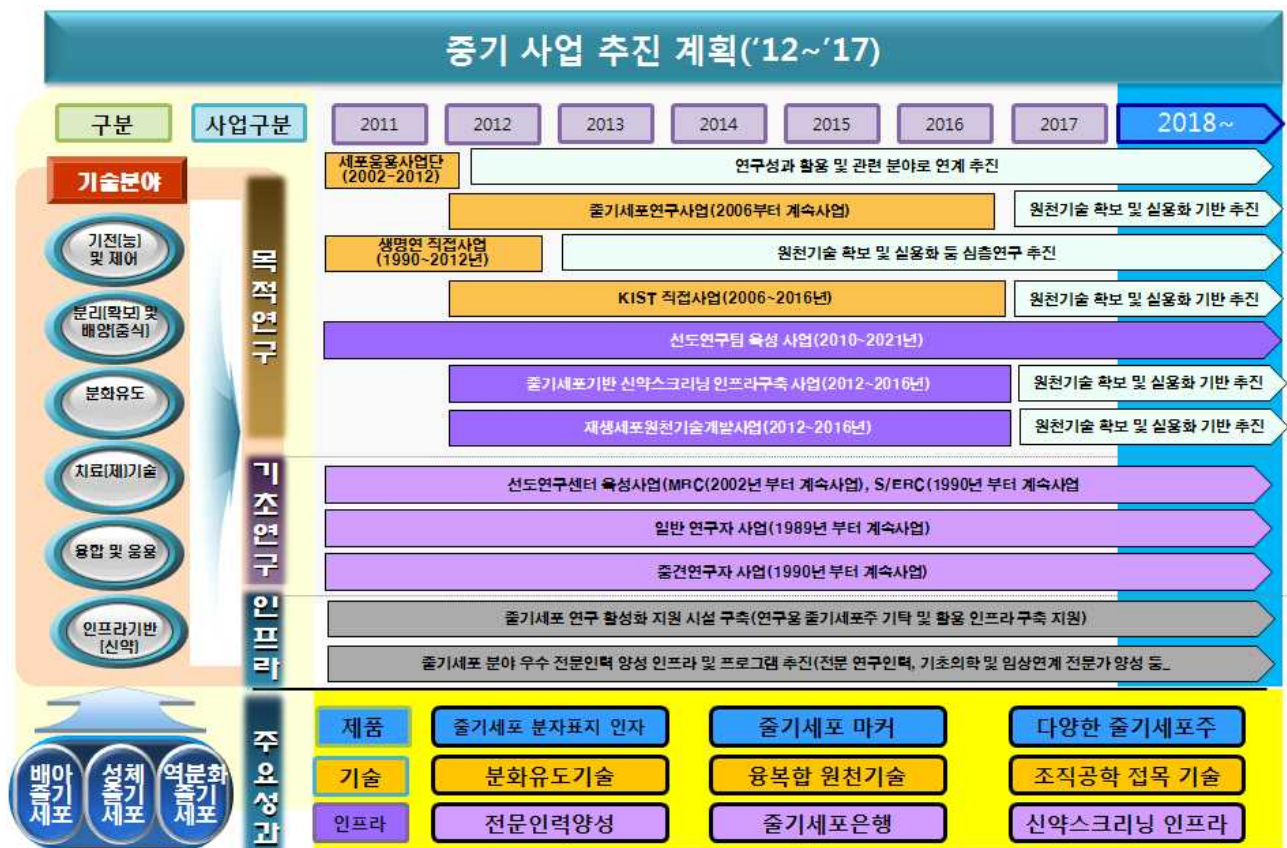 중기 사업 추진 계획(‘12~’17)
구분
사업구분
2011
2012
2013
2014
2015
2016
2017
2018~
기술분야
기전[능]
및 제어
분리[확보] 및
배양[증식]
분화유도
치료[제]기술
융합 및 응용
인프라기반
[신약]
배아
줄기
세포
성체
줄기
세포
역분화
줄기
세포
목적연구
세포응용사업단
(2002-2012)
연구성과 활용 및 관련 분야로 연계 추진
줄기세포연구사업(2006부터 계속사업)
원천기술 확보 및 실용화 기반 추진
생명연 직접사업
(1990~2012년)
원천기술 확보 및 실용화 등 심층연구 추진
KIST 직접사업(2006~2016년)
원천기술 확보 및 실용화 기반 추진
선도연구팀 육성 사업(2010~2021년)
줄기세포기반 신약스크리닝 인프라구축 사업(2012~2016년)
원천기술 확보 및 실용화 기반 추진
재생세포원천기술개발사업(2012~2016년)
원천기술 확보 및 실용화 기반 추진
기초연구
선도연구센터 육성사업(MRC(2002년 부터 계속사업), S/ERC(1990년 부터 계속사업
일반 연구자 사업(1989년 부터 계속사업)
중견연구자 사업(1990년 부터 계속사업)
인프라
줄기세포 연구 활성화 지원 시설 구축(연구용 줄기세포주 기탁 및 활용 인프라 구축 지원)
줄기세포 분야 우수 전문인력 양성 인프라 및 프로그램 추진(전문 연구인력, 기초의학 및 임상연계 전문가 양성 등_
주요성과
제품
줄기세포 분자표지 인자
줄기세포 마커
다양한 줄기세포주
기술
분화유도기술
융복합 원천기술
조직공학 접목 기술
인프라
전문인력양성
줄기세포은행
신약스크리닝 인프라